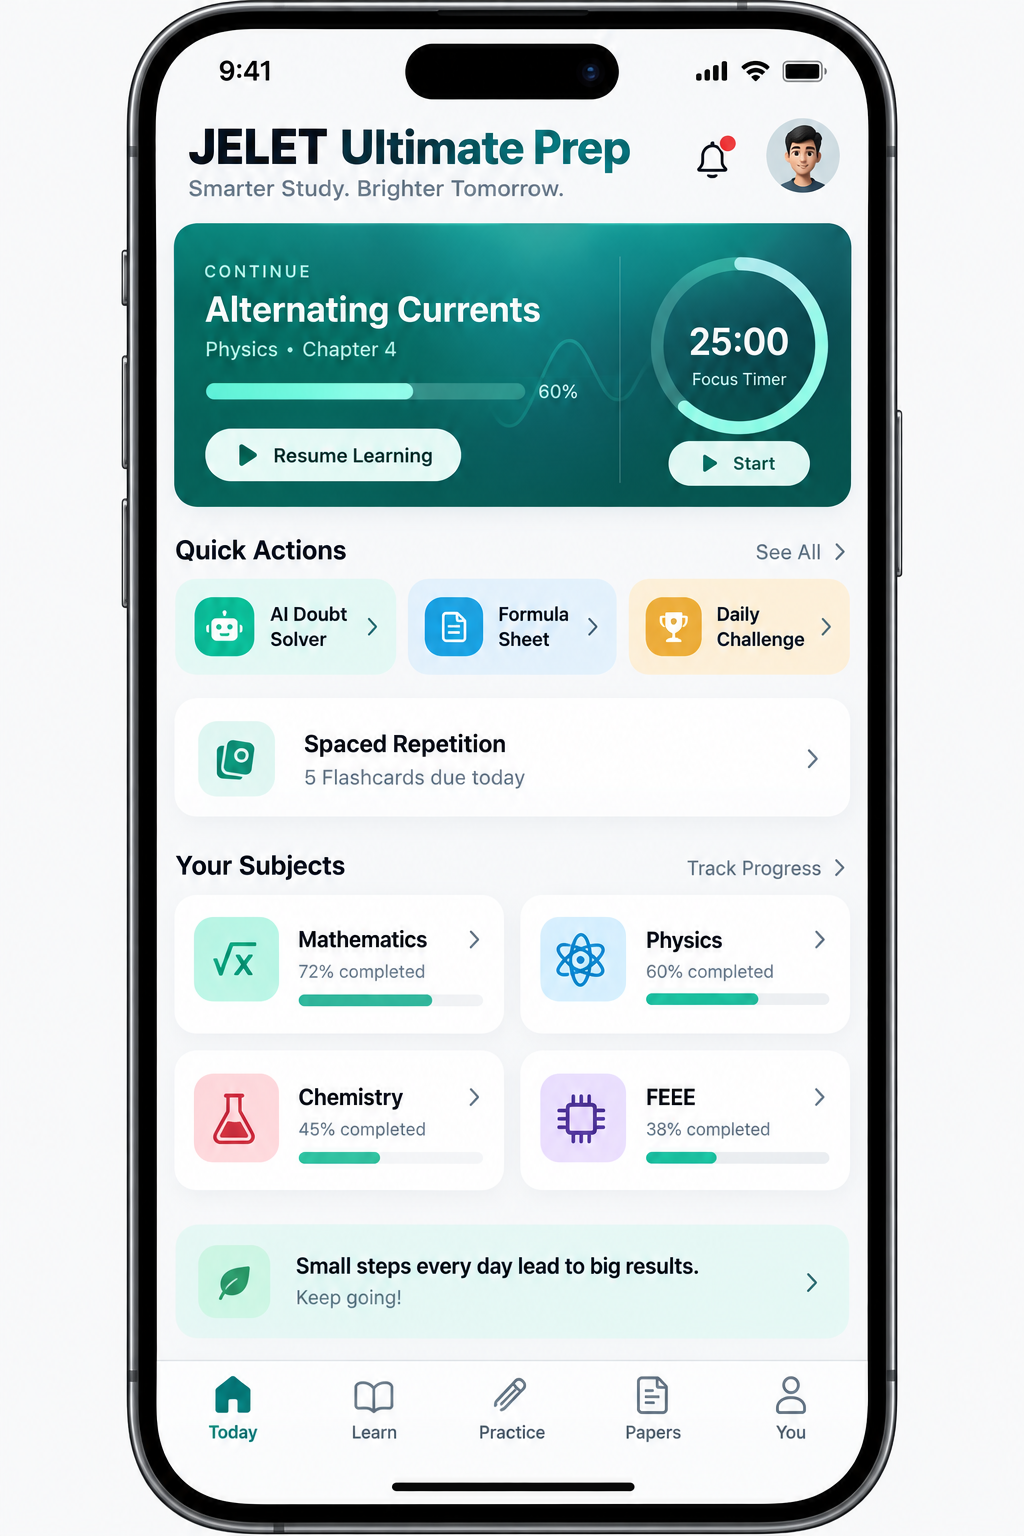 9:41
JELET Ultimate Prep
Smarter Study. Brighter Tomorrow.
CONTINUE
Alternating Currents
Physics • Chapter 4
60%
Resume Learning
25:00
Focus Timer
Start
Quick Actions
See All
AI Doubt
Solver
Formula
Sheet
Daily
Challenge
Spaced Repetition
5 Flashcards due today
Your Subjects
Track Progress
√x
Mathematics
72% completed
Physics
60% completed
Chemistry
45% completed
FEEE
38% completed
Small steps every day lead to big results.
Keep going!
Today
Learn
Practice
Papers
You